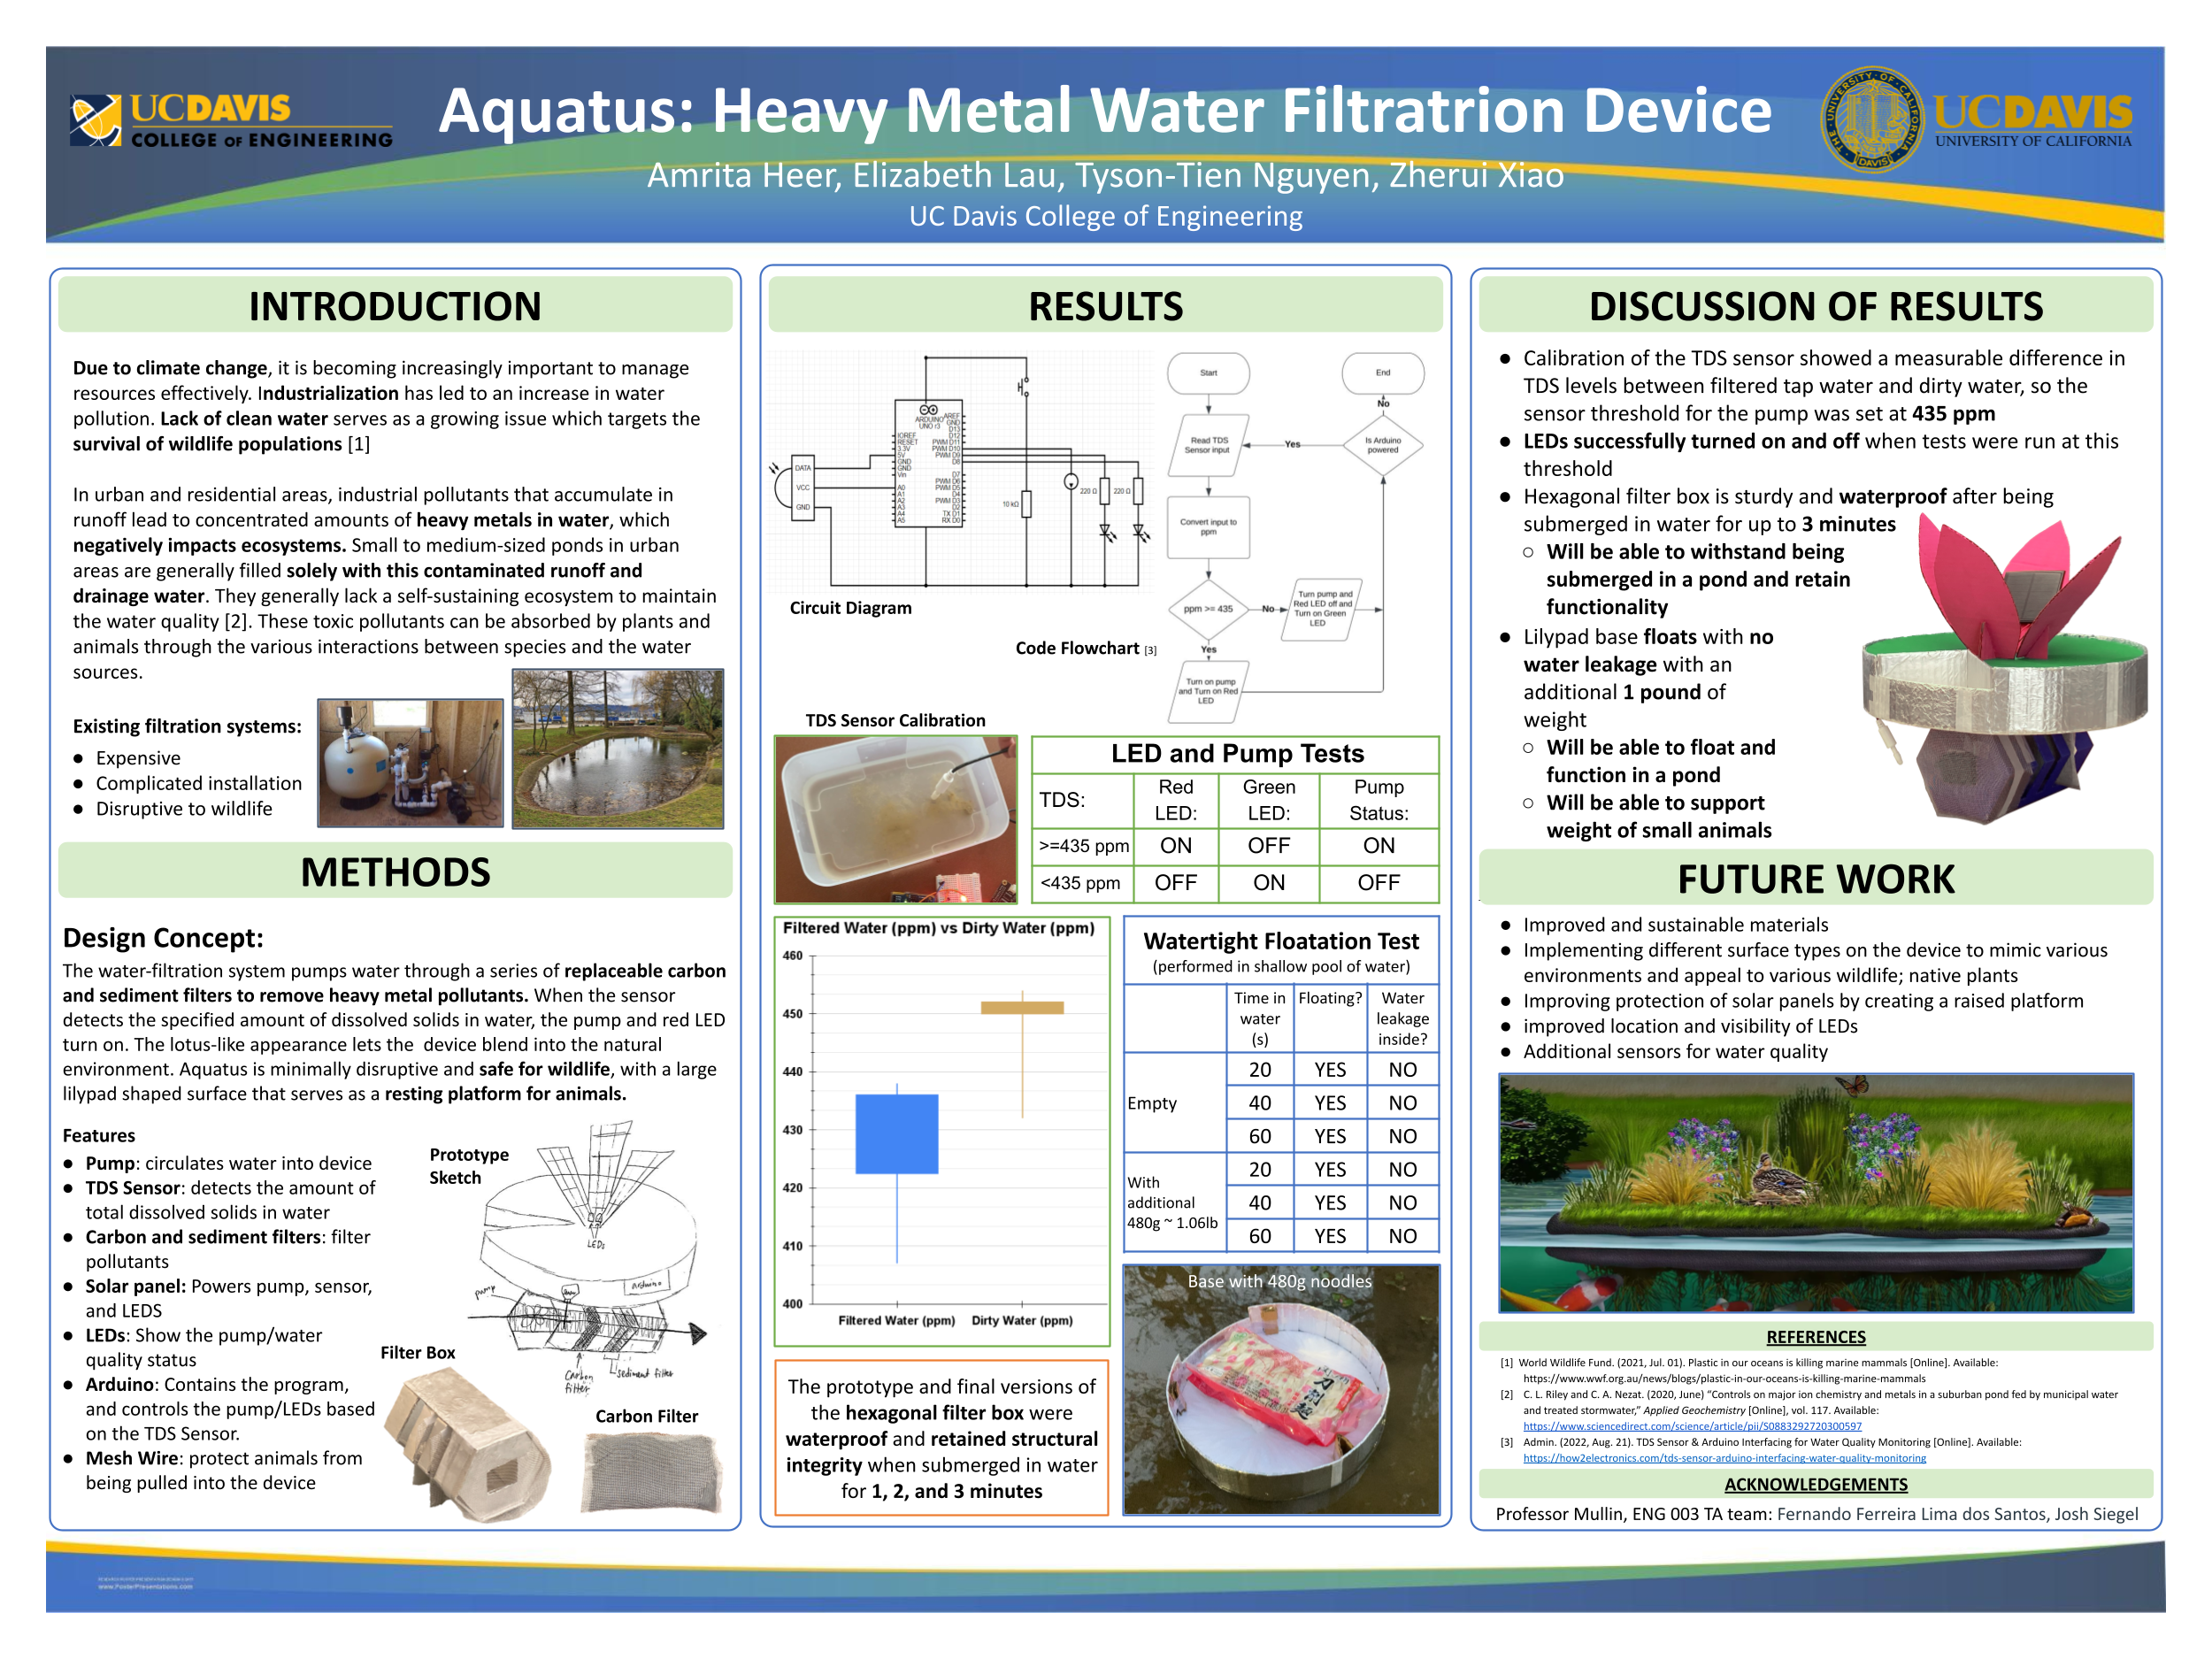 UCDAVIS
COLLEGE OF ENGINEERING
Aquatus: Heavy Metal Water Filtratrion Device
Amrita Heer, Elizabeth Lau, Tyson-Tien Nguyen, Zherui Xiao
UC Davis College of Engineering
UCDAVIS
UNIVERSITY OF CALIFORNIA
INTRODUCTION
Due to climate change, it is becoming increasingly important to manage
resources effectively. Industrialization has led to an increase in water
pollution. Lack of clean water serves as a growing issue which targets the
survival of wildlife populations [1]
In urban and residential areas, industrial pollutants that accumulate in
runoff lead to concentrated amounts of heavy metals in water, which
negatively impacts ecosystems. Small to medium-sized ponds in urban
areas are generally filled solely with this contaminated runoff and
drainage water. They generally lack a self-sustaining ecosystem to maintain
the water quality [2]. These toxic pollutants can be absorbed by plants and
animals through the various interactions between species and the water
sources.
Existing filtration systems:
● Expensive
● Complicated installation
● Disruptive to wildlife
METHODS
Design Concept:
The water-filtration system pumps water through a series of replaceable carbon
and sediment filters to remove heavy metal pollutants. When the sensor
detects the specified amount of dissolved solids in water, the pump and red LED
turn on. The lotus-like appearance lets the device blend into the natural
environment. Aquatus is minimally disruptive and safe for wildlife, with a large
lilypad shaped surface that serves as a resting platform for animals.
Features
● Pump: circulates water into device
● TDS Sensor: detects the amount of
total dissolved solids in water
● Carbon and sediment filters: filter
pollutants
● Solar panel: Powers pump, sensor,
and LEDS
● LEDs: Show the pump/water
quality status
● Arduino: Contains the program,
and controls the pump/LEDs based
on the TDS Sensor.
● Mesh Wire: protect animals from
being pulled into the device
Prototype
Sketch
LEDs
arduino
pump
Carbon
filter
sediment filter
Filter Box
Carbon Filter
RESULTS
ARDUINO
UNO r3
IOREF
RESET
3.3V
5V
GND
GND
Vin
A0
A1
A2
A3
A4
A5
AREF
GND
D13
D12
PWM D11
PWM D10
PWM D9
D8
D7
PWM D6
PWM D5
D4
PWM D3
D2
TX D1
RX D0
DATA
VCC
GND
10 kΩ
220 Ω
220 Ω
Circuit Diagram
Start
End
No
Read TDS
Sensor input
Yes
Is Arduino
powered
Convert input to
ppm
ppm >= 435
No
Turn pump and
Red LED off and
Turn on Green
LED
Yes
Turn on pump
and Turn on Red
LED
Code Flowchart [3]
TDS Sensor Calibration
LED and Pump Tests
TDS: Red LED: Green LED: Pump Status:
>=435 ppm ON OFF ON
<435 ppm OFF ON OFF
Filtered Water (ppm) vs Dirty Water (ppm)
460
450
440
430
420
410
400
Filtered Water (ppm) Dirty Water (ppm)
Watertight Floatation Test
(performed in shallow pool of water)
Time in water (s) Floating? Water leakage inside?
Empty
20 YES NO
40 YES NO
60 YES NO
With
additional
480g ~ 1.06lb
20 YES NO
40 YES NO
60 YES NO
The prototype and final versions of
the hexagonal filter box were
waterproof and retained structural
integrity when submerged in water
for 1, 2, and 3 minutes
Base with 480g noodles
DISCUSSION OF RESULTS
● Calibration of the TDS sensor showed a measurable difference in
TDS levels between filtered tap water and dirty water, so the
sensor threshold for the pump was set at 435 ppm
● LEDs successfully turned on and off when tests were run at this
threshold
● Hexagonal filter box is sturdy and waterproof after being
submerged in water for up to 3 minutes
○ Will be able to withstand being
submerged in a pond and retain
functionality
● Lilypad base floats with no
water leakage with an
additional 1 pound of
weight
○ Will be able to float and
function in a pond
○ Will be able to support
weight of small animals
FUTURE WORK
● Improved and sustainable materials
● Implementing different surface types on the device to mimic various
environments and appeal to various wildlife; native plants
● Improving protection of solar panels by creating a raised platform
● improved location and visibility of LEDs
● Additional sensors for water quality
REFERENCES
[1] World Wildlife Fund. (2021, Jul. 01). Plastic in our oceans is killing marine mammals [Online]. Available:
https://www.wwf.org.au/news/blogs/plastic-in-our-oceans-is-killing-marine-mammals
[2] C. L. Riley and C. A. Nezat. (2020, June) “Controls on major ion chemistry and metals in a suburban pond fed by municipal water
and treated stormwater,” Applied Geochemistry [Online], vol. 117. Available:
https://www.sciencedirect.com/science/article/pii/S0883292720300597
[3] Admin. (2022, Aug. 21). TDS Sensor & Arduino Interfacing for Water Quality Monitoring [Online]. Available:
https://how2electronics.com/tds-sensor-arduino-interfacing-water-quality-monitoring
ACKNOWLEDGEMENTS
Professor Mullin, ENG 003 TA team: Fernando Ferreira Lima dos Santos, Josh Siegel
www.PosterPresentations.com